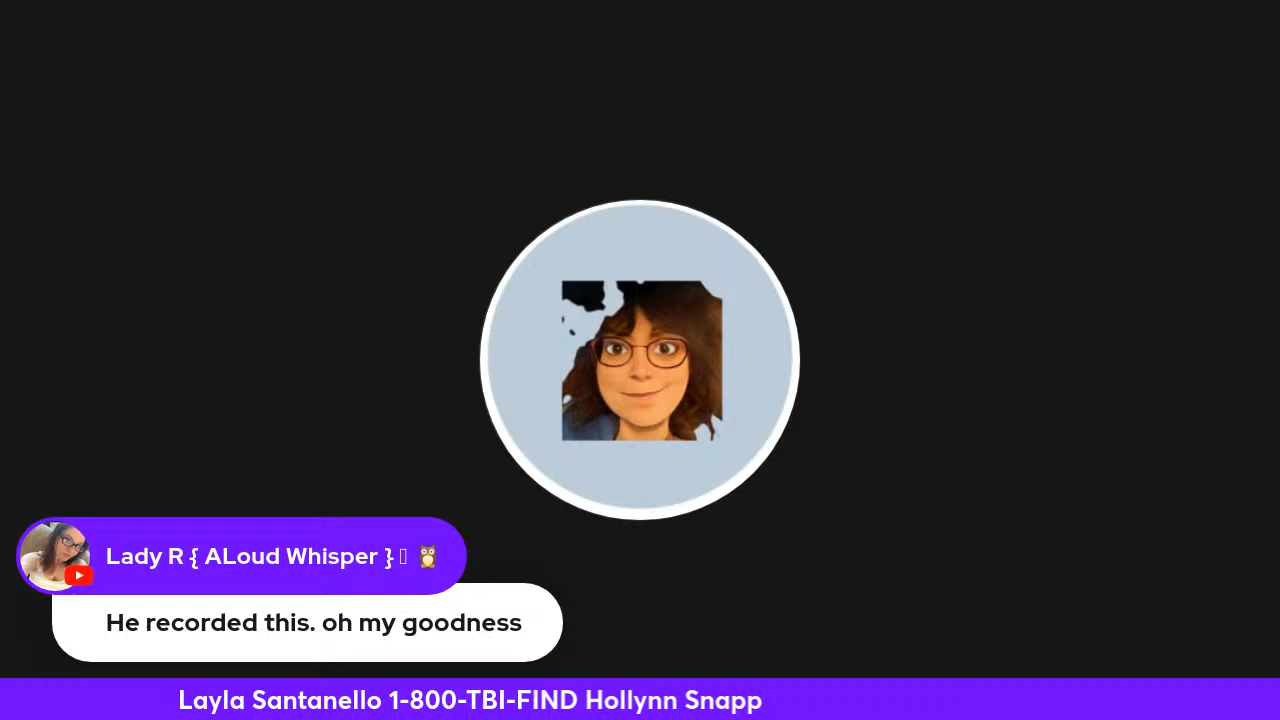 Lady R { ALoud Whisper } 🦉
He recorded this. oh my goodness
Layla Santanello 1-800-TBI-FIND Hollynn Snapp